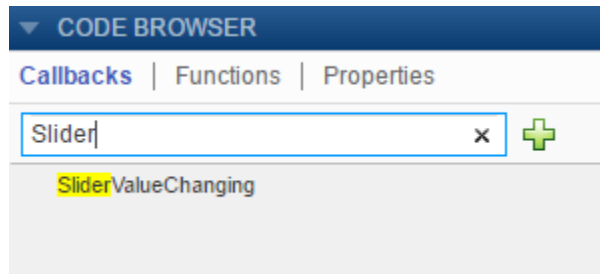 CODE BROWSER
Callbacks | Functions | Properties
Slider
SliderValueChanging